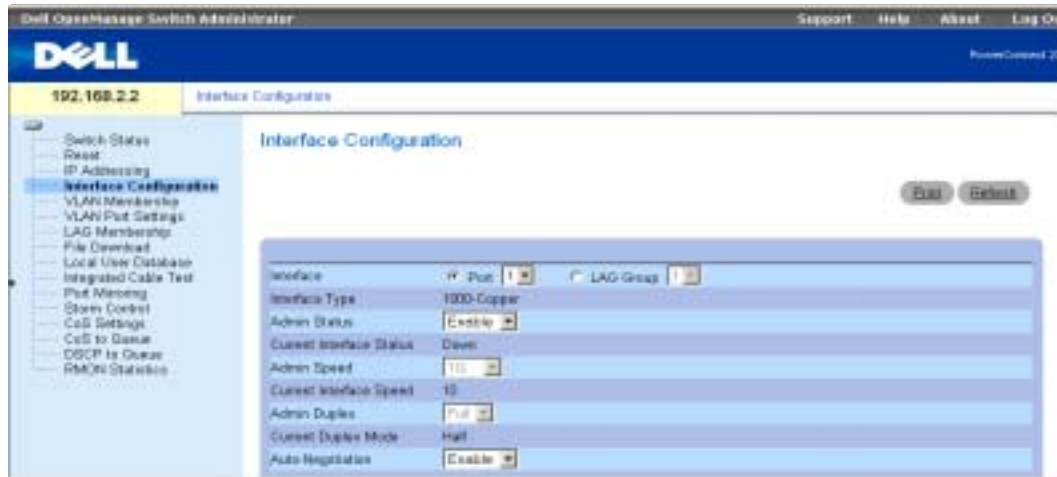 Dell OpenManage Switch Administrator
Support Help About Log O
DELL
PowerConnect 2
192.168.2.2
Interface Configuration
Switch Status
Reset
IP Addressing
Interface Configuration
VLAN Membership
VLAN Port Settings
LAG Membership
File Download
Local User Database
Integrated Cable Test
Port Mirroring
Storm Control
CoS Settings
CoS to Queue
DSCP to Queue
RMON Statistics
Interface Configuration
Print Refresh
Interface Port 1 LAG Group 1
Interface Type 1000-Copper
Admin Status Enable
Current Interface Status Down
Admin Speed 10
Current Interface Speed 10
Admin Duplex Full
Current Duplex Mode Half
Auto Negotiation Enable